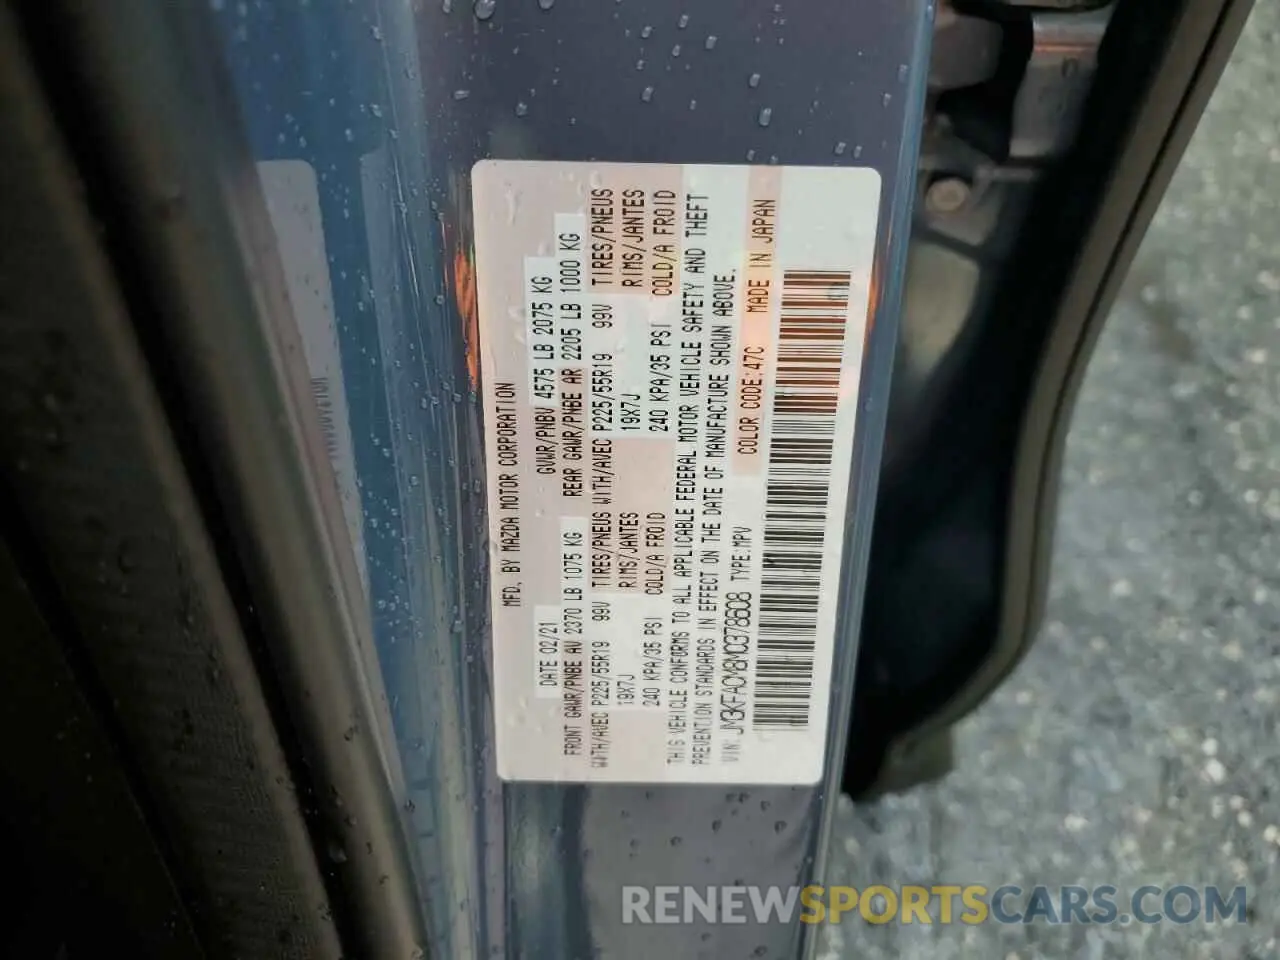 MFD. BY MAZDA MOTOR CORPORATION
DATE 02/21 GVWR/PNBV 4575 LB 2075 KG
FRONT GAWR/PNBE AV 2370 LB 1075 KG REAR GAWR/PNBE AR 2205 LB 1000 KG
WITH/AVEC P225/55R19 99V TIRES/PNEUS WITH/AVEC P225/55R19 99V TIRES/PNEUS
19X7J RIMS/JANTES 19X7J RIMS/JANTES
240 KPA/35 PSI COLD/A FROID 240 KPA/35 PSI COLD/A FROID
THIS VEHICLE CONFORMS TO ALL APPLICABLE FEDERAL MOTOR VEHICLE SAFETY AND THEFT
PREVENTION STANDARDS IN EFFECT ON THE DATE OF MANUFACTURE SHOWN ABOVE.
VIN: JM3KFACM8M0378608 TYPE:MPV
COLOR CODE:47C MADE IN JAPAN
RENEWSPORTSCARS.COM